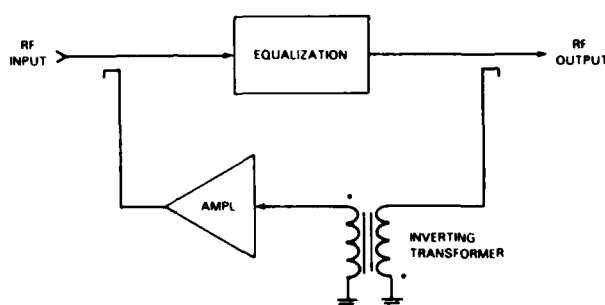 RF
INPUT
EQUALIZATION
RF
OUTPUT
AMPL
INVERTING
TRANSFORMER